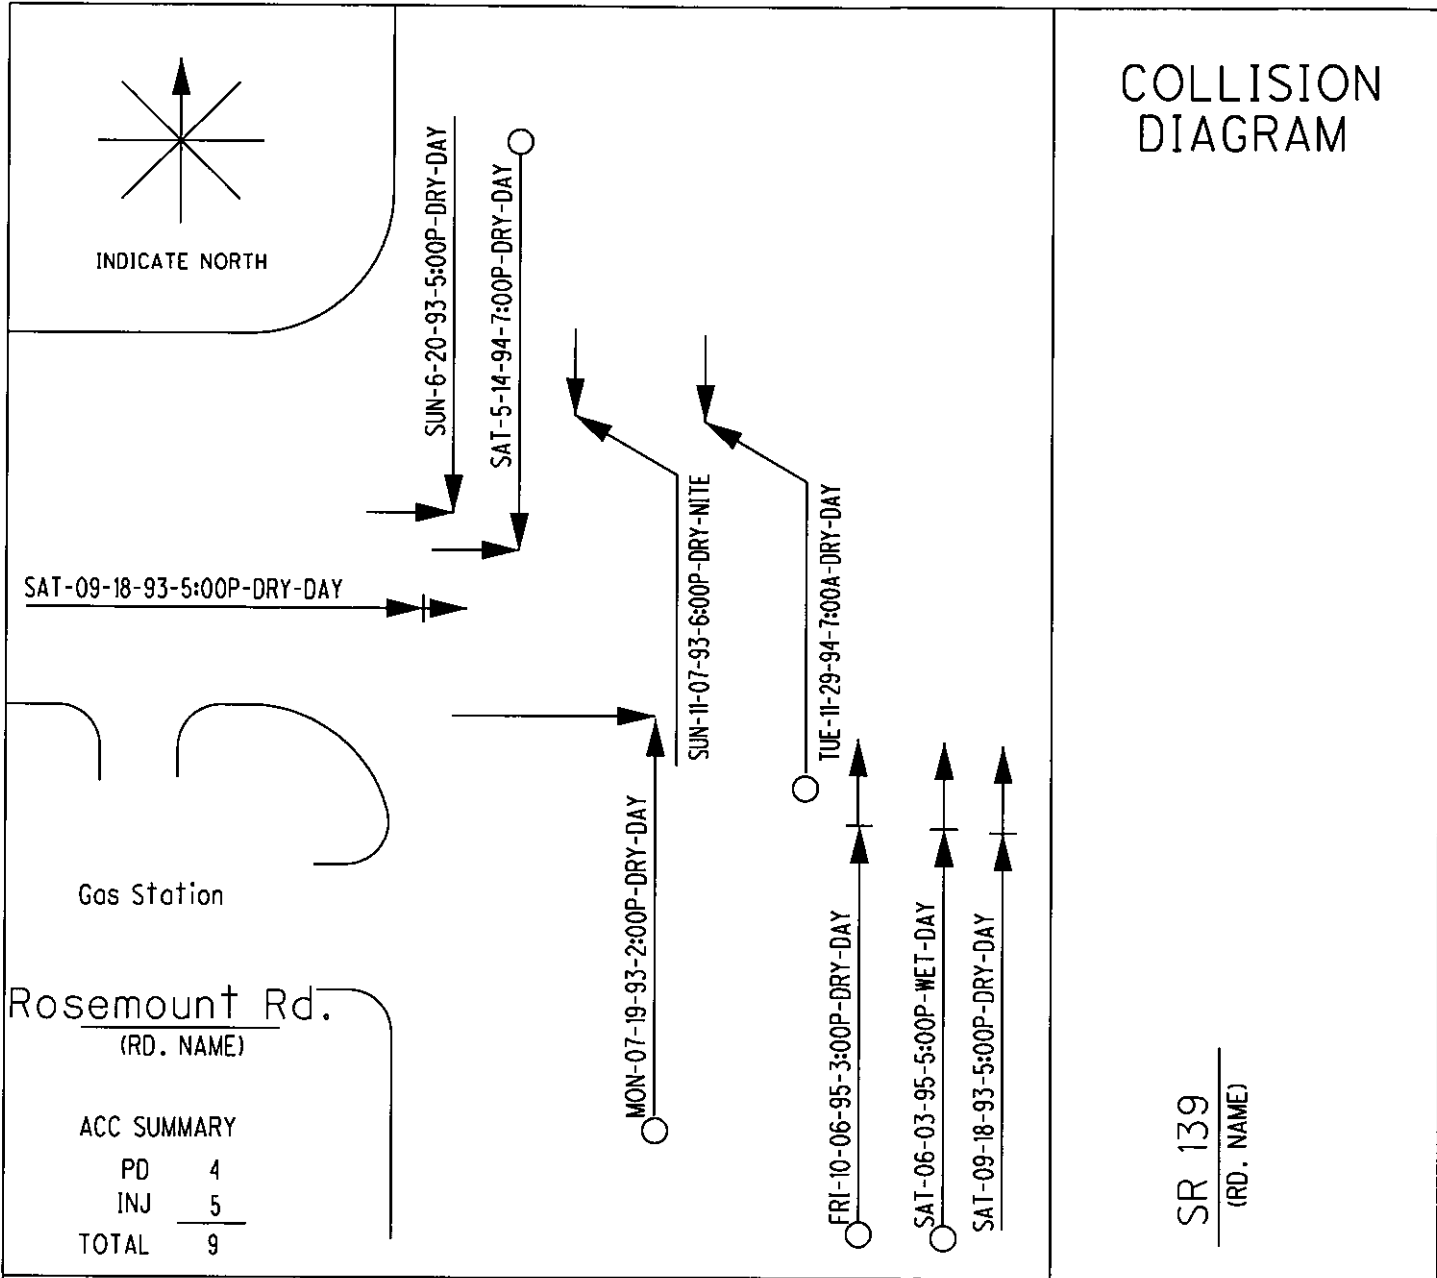 COLLISION
DIAGRAM
INDICATE NORTH
SUN-6-20-93-5:00P-DRY-DAY
SAT-5-14-94-7:00P-DRY-DAY
SUN-11-07-93-6:00P-DRY-NITE
TUE-11-29-94-7:00A-DRY-DAY
SAT-09-18-93-5:00P-DRY-DAY
MON-07-19-93-2:00P-DRY-DAY
FRI-10-06-95-3:00P-DRY-DAY
SAT-06-03-95-5:00P-WET-DAY
SAT-09-18-93-5:00P-DRY-DAY
Gas Station
Rosemount Rd.
(RD. NAME)
ACC SUMMARY
PD 4
INJ 5
TOTAL 9
SR 139
(RD. NAME)